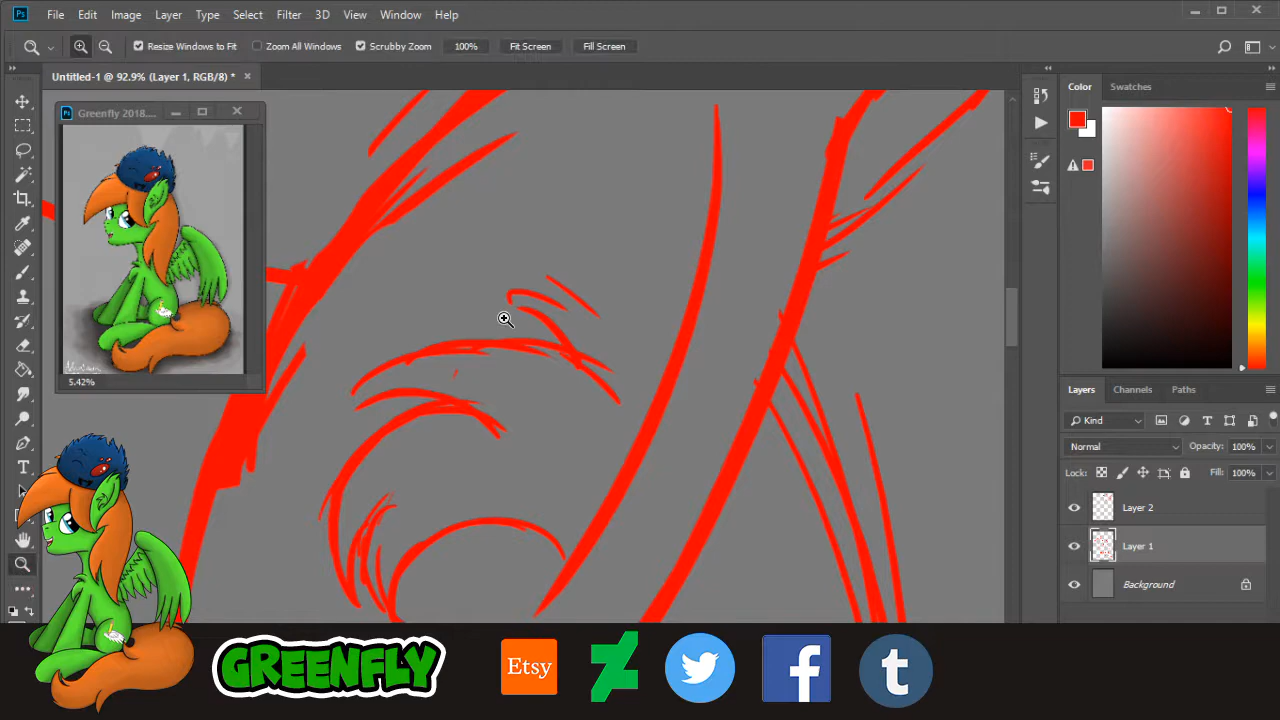 Ps File Edit Image Layer Type Select Filter 3D View Window Help
Resize Windows to Fit Zoom All Windows Scrubby Zoom 100% Fit Screen Fill Screen
Untitled-1 @ 92.9% (Layer 1, RGB/8) *
Color Swatches
Ps Greenfly 2018....
5.42%
Layers Channels Paths
Kind
Normal Opacity: 100%
Lock: Fill: 100%
Layer 2
Layer 1
Background
GREENFLY Etsy f t